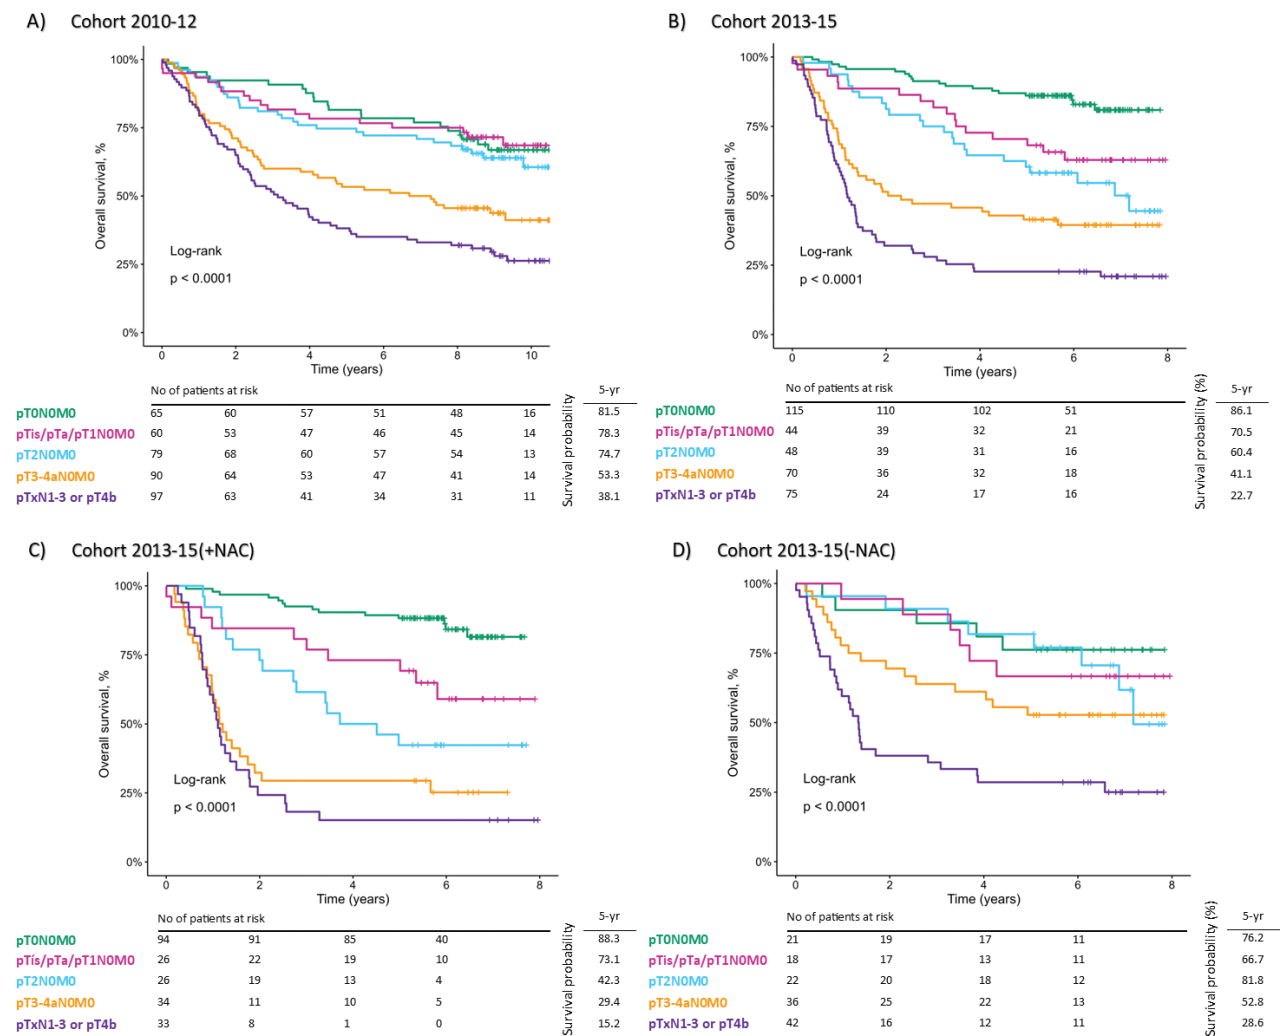 A) Cohort 2010-12
100%
75%
50%
25%
0%
Overall survival, %
Log-rank
p < 0.0001
0 2 4 6 8 10
Time (years)
No of patients at risk
Survival probability
5-yr
pT0N0M0 65 60 57 51 48 16 81.5
pTis/pTa/pT1N0M0 60 53 47 46 45 14 78.3
pT2N0M0 79 68 60 57 54 13 74.7
pT3-4aN0M0 90 64 53 47 41 14 53.3
pTxN1-3 or pT4b 97 63 41 34 31 11 38.1
B) Cohort 2013-15
100%
75%
50%
25%
0%
Overall survival, %
Log-rank
p < 0.0001
0 2 4 6 8
Time (years)
No of patients at risk
Survival probability (%)
5-yr
pT0N0M0 115 110 102 51 86.1
pTis/pTa/pT1N0M0 44 39 32 21 70.5
pT2N0M0 48 39 31 16 60.4
pT3-4aN0M0 70 36 32 18 41.1
pTxN1-3 or pT4b 75 24 17 16 22.7
C) Cohort 2013-15(+NAC)
100%
75%
50%
25%
0%
Overall survival, %
Log-rank
p < 0.0001
0 2 4 6 8
Time (years)
No of patients at risk
Survival probability
5-yr
pT0N0M0 94 91 85 40 88.3
pTis/pTa/pT1N0M0 26 22 19 10 73.1
pT2N0M0 26 19 13 4 42.3
pT3-4aN0M0 34 11 10 5 29.4
pTxN1-3 or pT4b 33 8 1 0 15.2
D) Cohort 2013-15(-NAC)
100%
75%
50%
25%
0%
Overall survival, %
Log-rank
p < 0.0001
0 2 4 6 8
Time (years)
No of patients at risk
Survival probability (%)
5-yr
pT0N0M0 21 19 17 11 76.2
pTis/pTa/pT1N0M0 18 17 13 11 66.7
pT2N0M0 22 20 18 12 81.8
pT3-4aN0M0 36 25 22 13 52.8
pTxN1-3 or pT4b 42 16 12 11 28.6